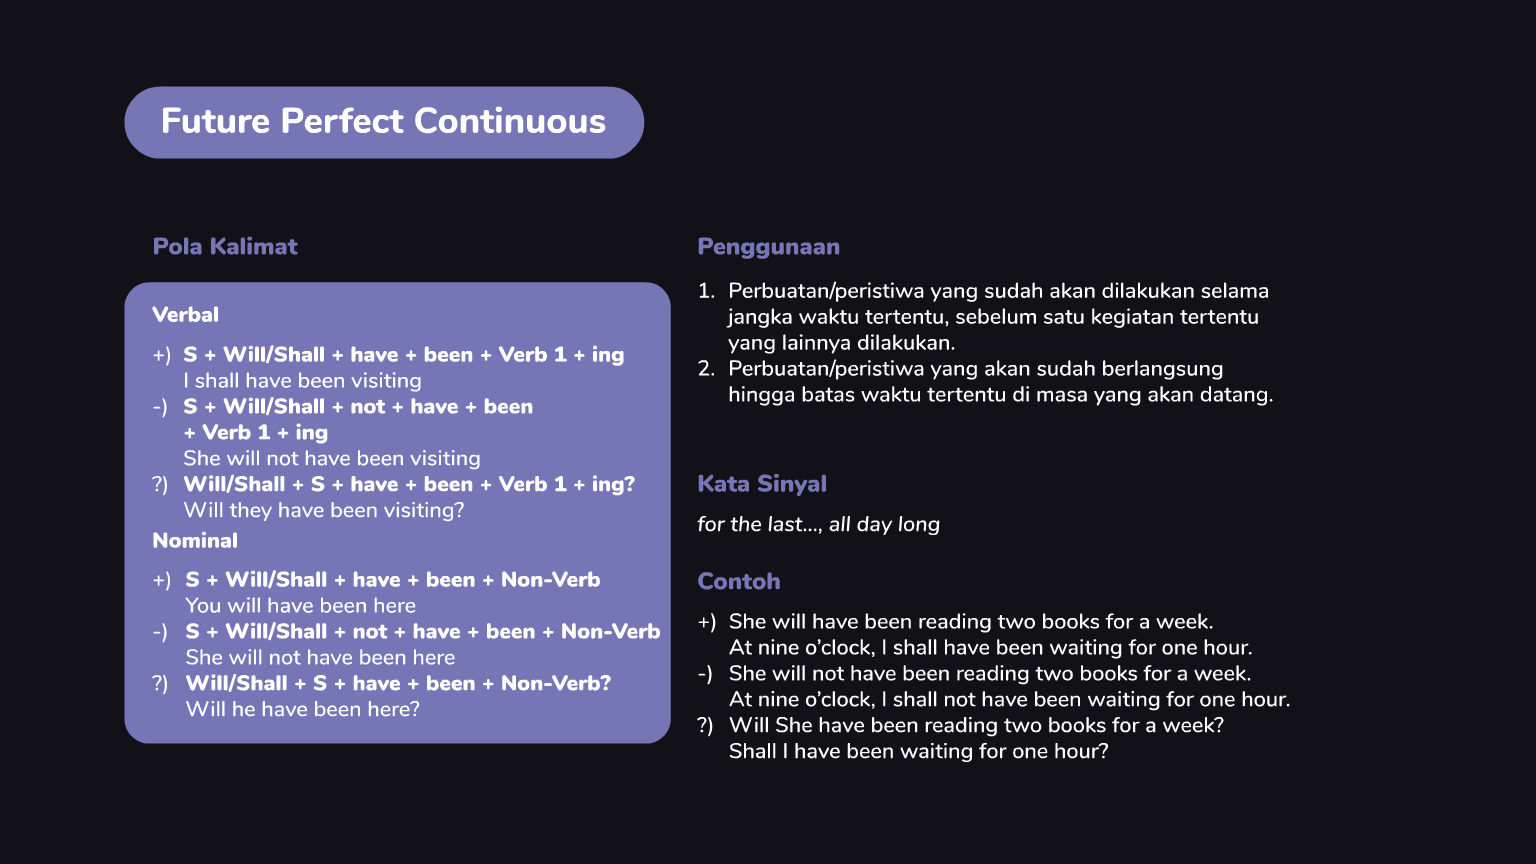 Future Perfect Continuous
Pola Kalimat
Verbal
+) S + Will/Shall + have + been + Verb 1 + ing
I shall have been visiting
-) S + Will/Shall + not + have + been
+ Verb 1 + ing
She will not have been visiting
?) Will/Shall + S + have + been + Verb 1 + ing?
Will they have been visiting?
Nominal
+) S + Will/Shall + have + been + Non-Verb
You will have been here
-) S + Will/Shall + not + have + been + Non-Verb
She will not have been here
?) Will/Shall + S + have + been + Non-Verb?
Will he have been here?
Penggunaan
1. Perbuatan/peristiwa yang sudah akan dilakukan selama
jangka waktu tertentu, sebelum satu kegiatan tertentu
yang lainnya dilakukan.
2. Perbuatan/peristiwa yang akan sudah berlangsung
hingga batas waktu tertentu di masa yang akan datang.
Kata Sinyal
for the last..., all day long
Contoh
+) She will have been reading two books for a week.
At nine o’clock, I shall have been waiting for one hour.
-) She will not have been reading two books for a week.
At nine o’clock, I shall not have been waiting for one hour.
?) Will She have been reading two books for a week?
Shall I have been waiting for one hour?